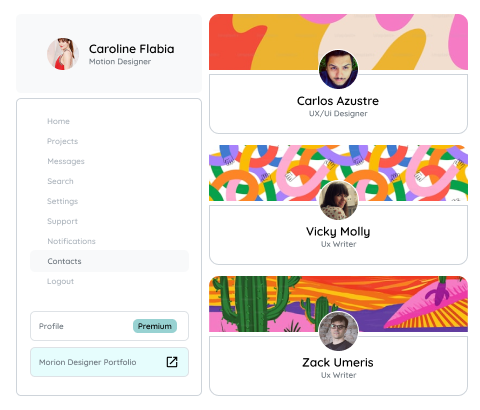 Caroline Flabia
Motion Designer
Home
Projects
Messages
Search
Settings
Support
Notifications
Contacts
Logout
Profile
Premium
Morion Designer Portfolio
Carlos Azustre
UX/Ui Designer
Vicky Molly
Ux Writer
Zack Umeris
Ux Writer